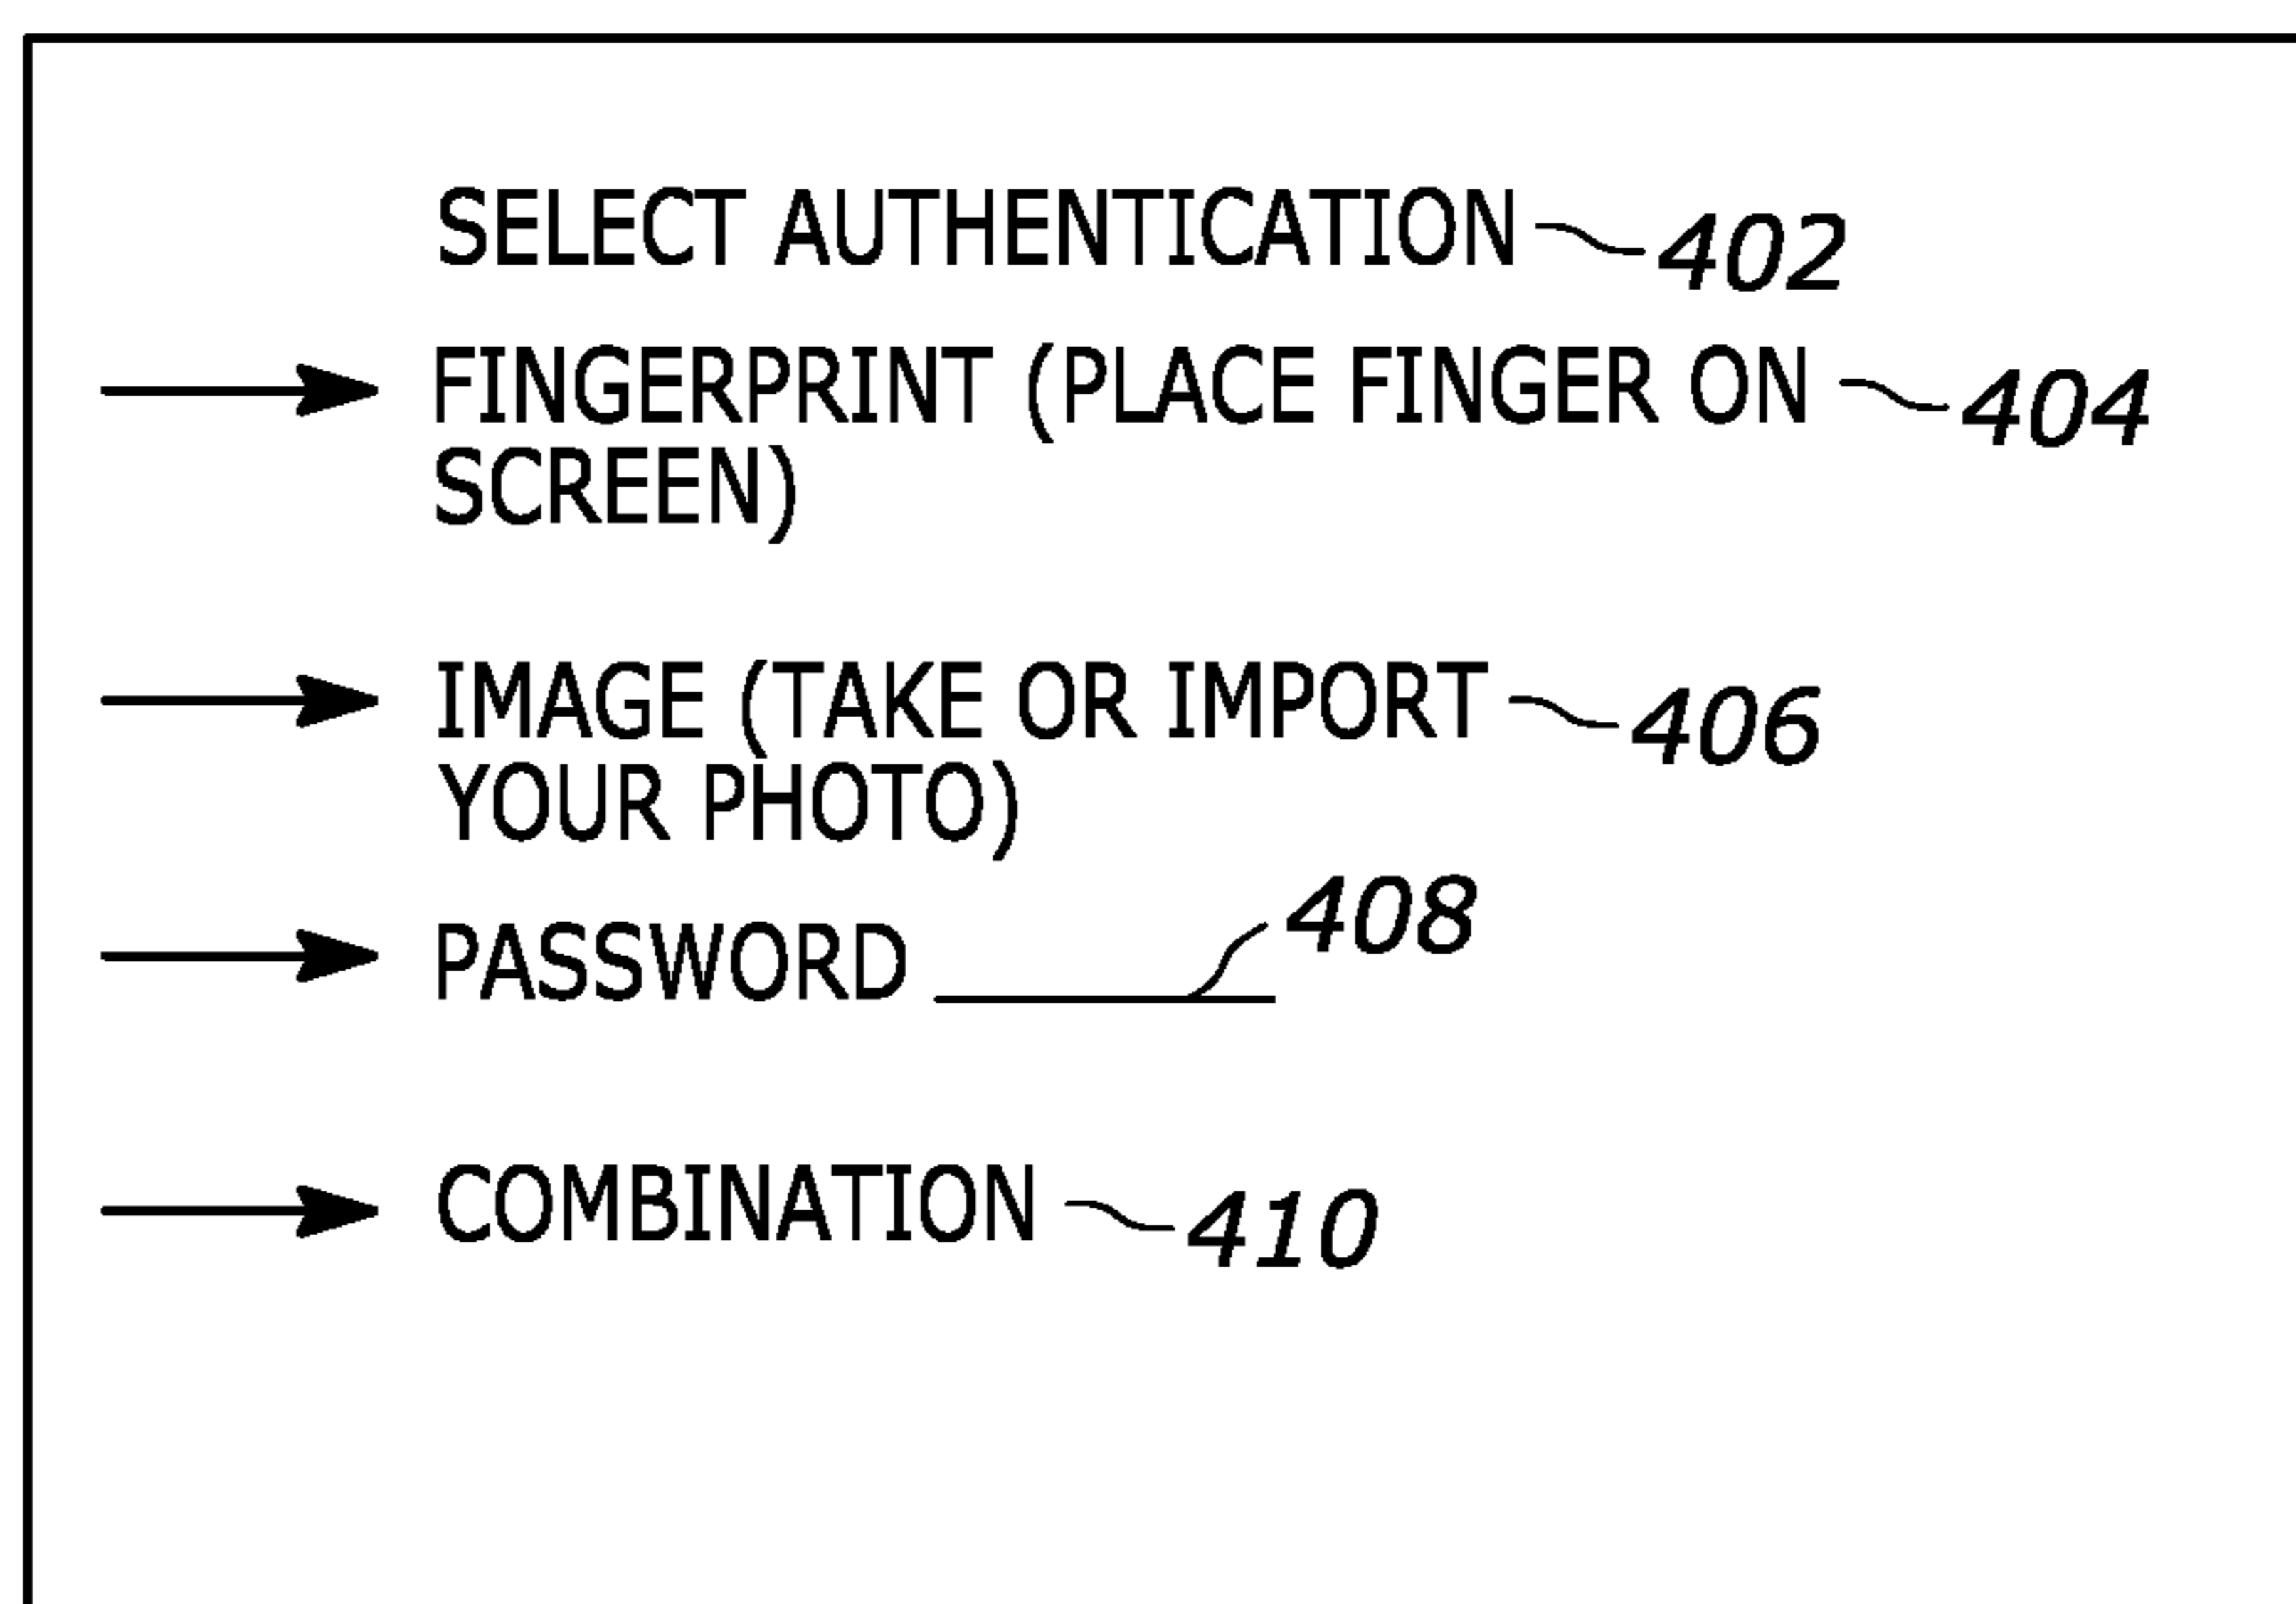 SELECT AUTHENTICATION 402
FINGERPRINT (PLACE FINGER ON 404
SCREEN)
IMAGE (TAKE OR IMPORT 406
YOUR PHOTO)
PASSWORD 408
COMBINATION 410